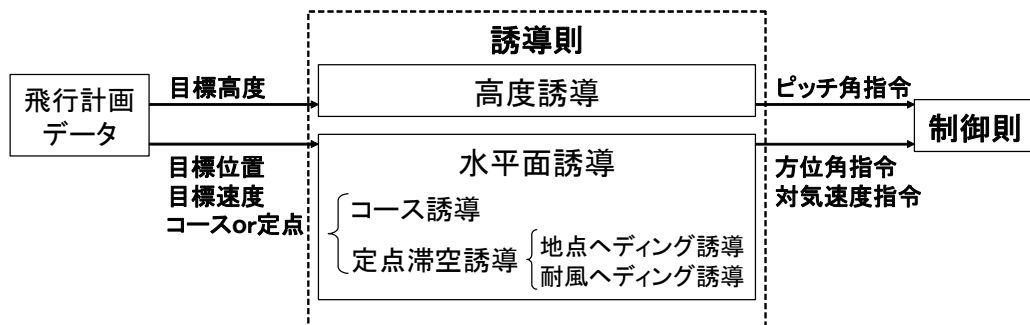 誘導則
飛行計画
データ
目標高度
高度誘導
ピッチ角指令
制御則
目標位置
目標速度
コースor定点
水平面誘導
コース誘導
定点滞空誘導
地点ヘディング誘導
耐風ヘディング誘導
方位角指令
対気速度指令